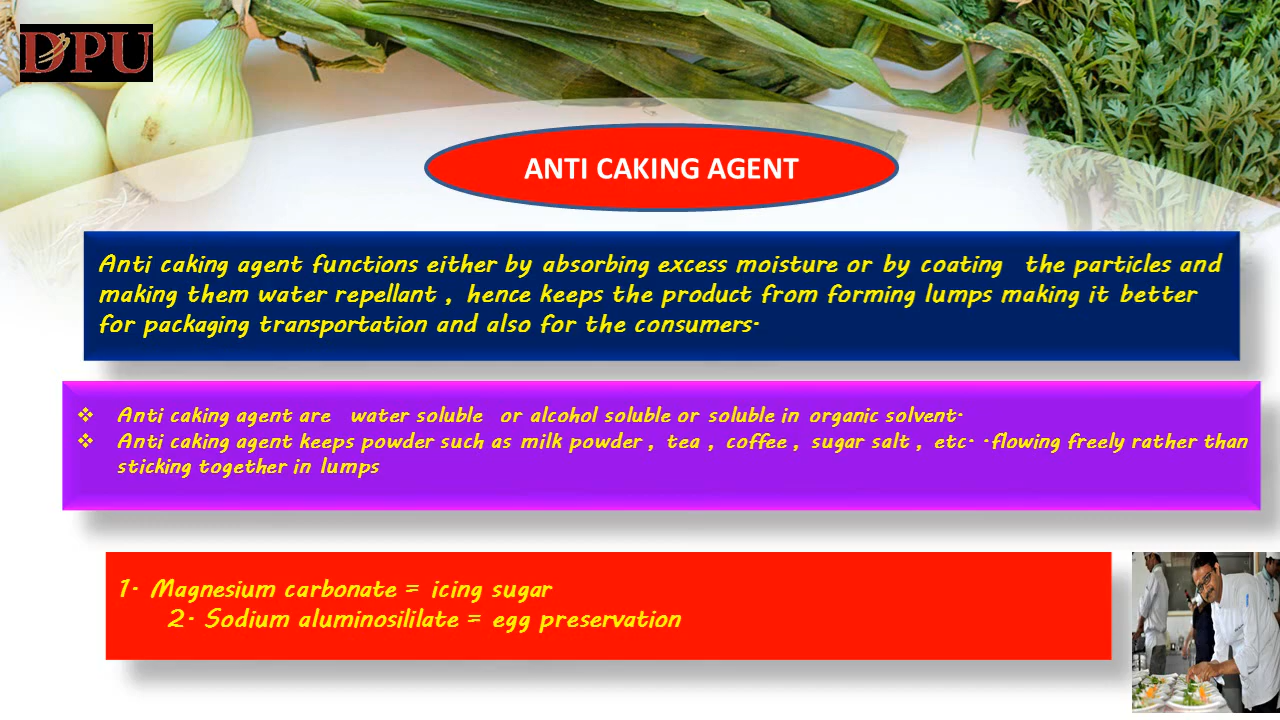 DPU
ANTI CAKING AGENT
Anti caking agent functions either by absorbing excess moisture or by coating the particles and
making them water repellant , hence keeps the product from forming lumps making it better
for packaging transportation and also for the consumers.
❖ Anti caking agent are water soluble or alcohol soluble or soluble in organic solvent.
❖ Anti caking agent keeps powder such as milk powder , tea , coffee , sugar salt , etc. .flowing freely rather than
sticking together in lumps
1. Magnesium carbonate = icing sugar
2. Sodium aluminosililate = egg preservation